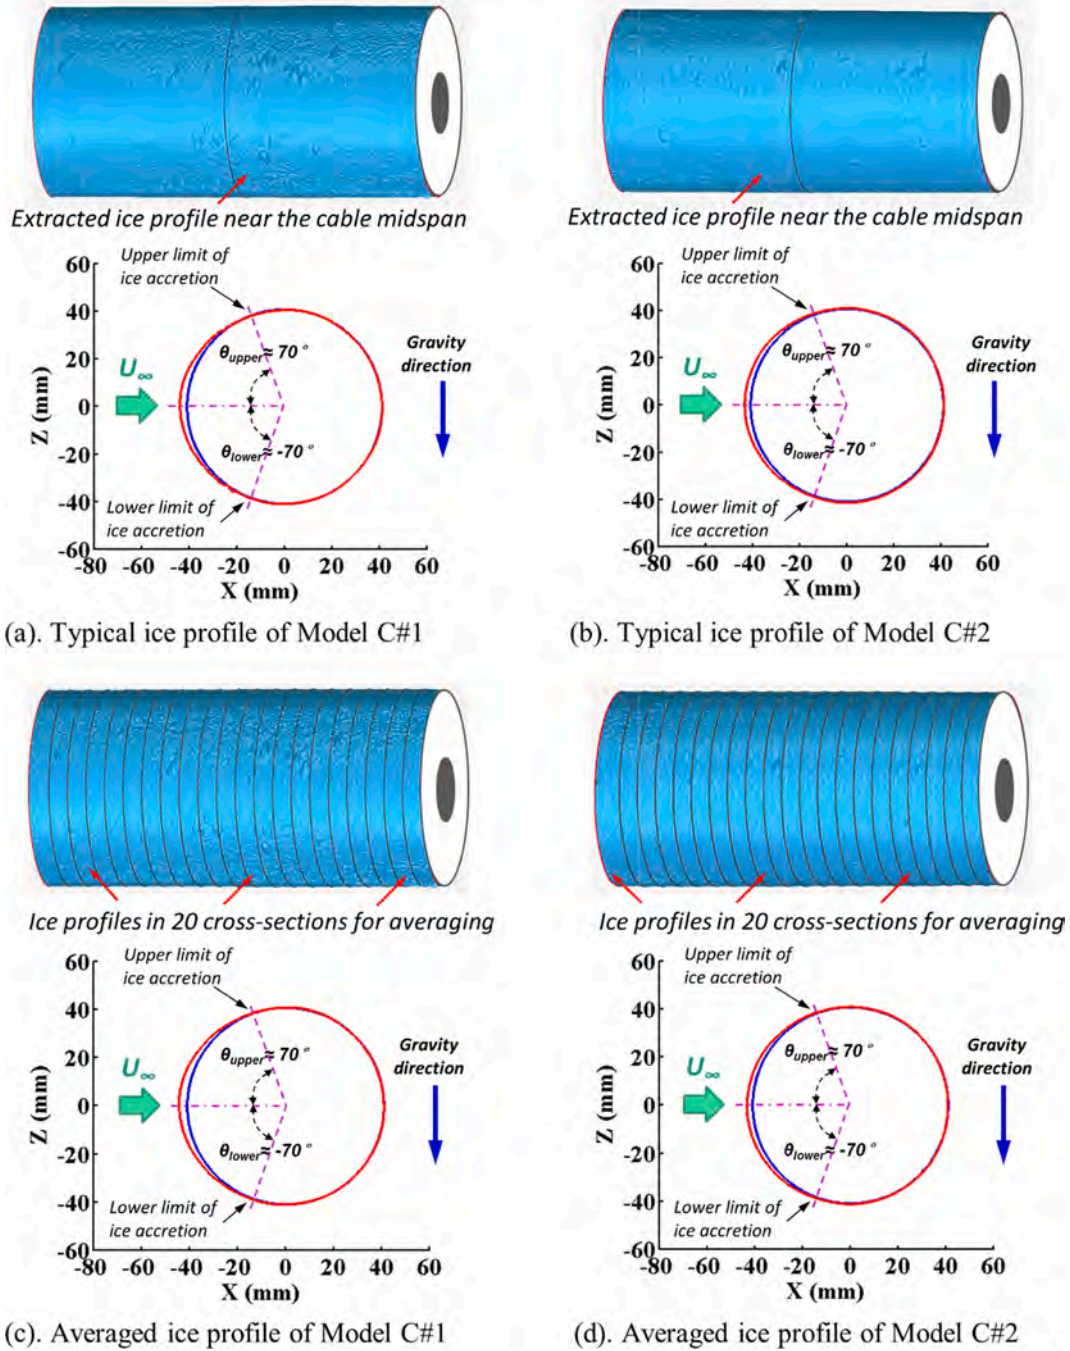 Extracted ice profile near the cable midspan
Upper limit of
ice accretion
60
40
20
0
-20
-40
-60
Z (mm)
U∞
θupper≈ 70 °
θlower≈ -70 °
Gravity
direction
Lower limit of
ice accretion
-80 -60 -40 -20 0 20 40 60
X (mm)
(a). Typical ice profile of Model C#1
Extracted ice profile near the cable midspan
Upper limit of
ice accretion
60
40
20
0
-20
-40
-60
Z (mm)
U∞
θupper≈ 70 °
θlower≈ -70 °
Gravity
direction
Lower limit of
ice accretion
-80 -60 -40 -20 0 20 40 60
X (mm)
(b). Typical ice profile of Model C#2
Ice profiles in 20 cross-sections for averaging
Upper limit of
ice accretion
60
40
20
0
-20
-40
-60
Z (mm)
U∞
θupper≈ 70 °
θlower≈ -70 °
Gravity
direction
Lower limit of
ice accretion
-80 -60 -40 -20 0 20 40 60
X (mm)
(c). Averaged ice profile of Model C#1
Ice profiles in 20 cross-sections for averaging
Upper limit of
ice accretion
60
40
20
0
-20
-40
-60
Z (mm)
U∞
θupper≈ 70 °
θlower≈ -70 °
Gravity
direction
Lower limit of
ice accretion
-80 -60 -40 -20 0 20 40 60
X (mm)
(d). Averaged ice profile of Model C#2